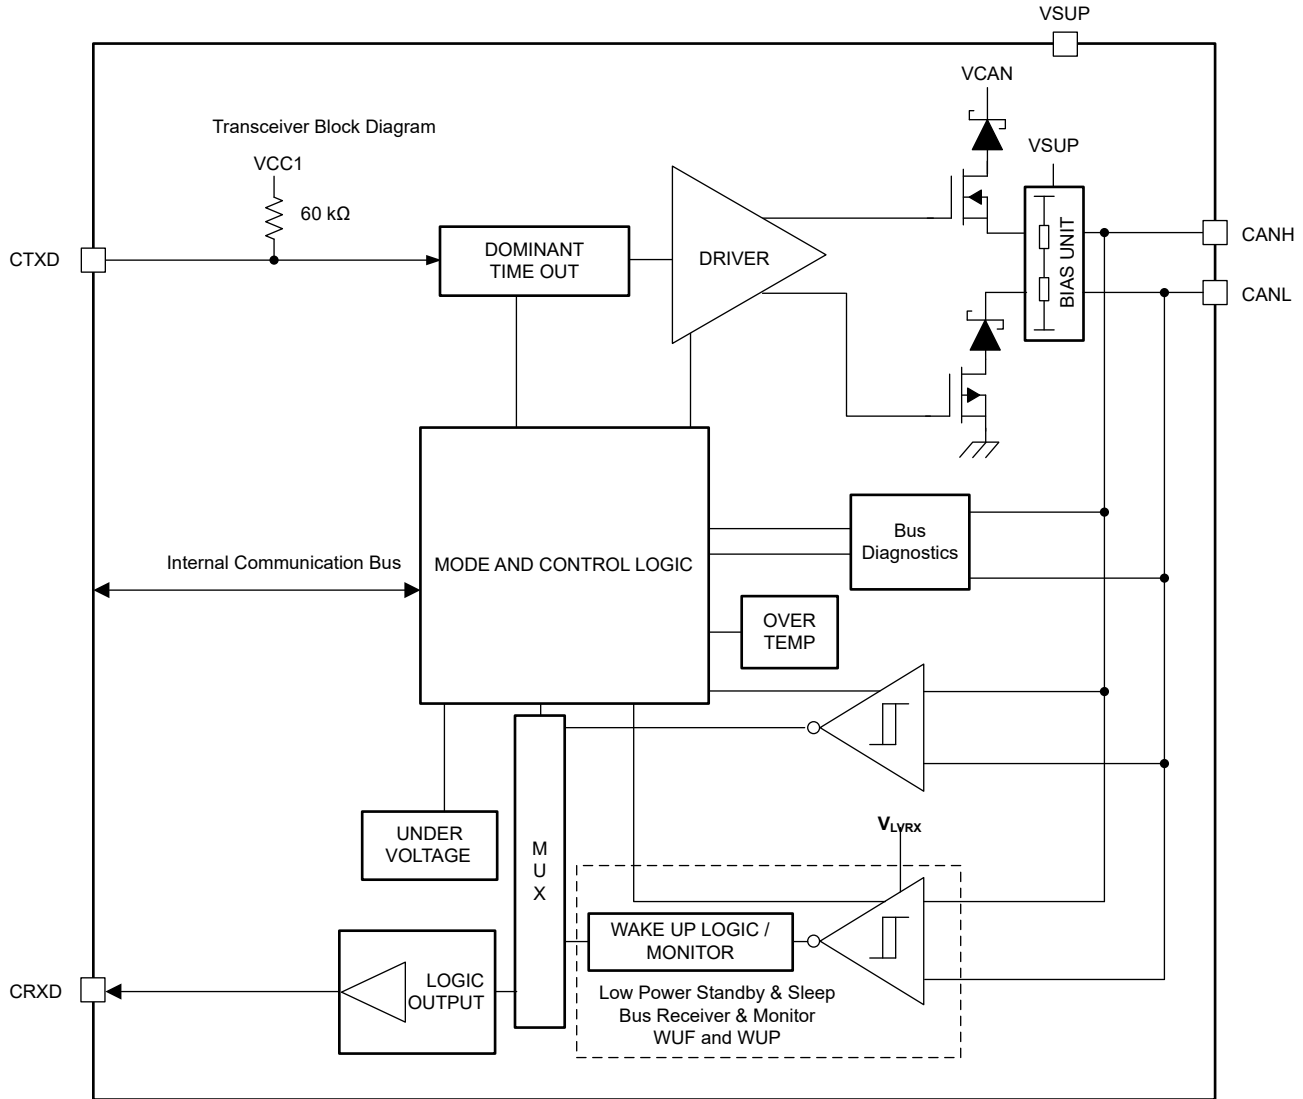 VSUP
VCAN
Transceiver Block Diagram
VCC1
60 kΩ
VSUP
CTXD
DOMINANT
TIME OUT
DRIVER
BIAS UNIT
CANH
CANL
Internal Communication Bus
MODE AND CONTROL LOGIC
Bus
Diagnostics
OVER
TEMP
UNDER
VOLTAGE
M
U
X
VLVRX
WAKE UP LOGIC /
MONITOR
Low Power Standby & Sleep
Bus Receiver & Monitor
WUF and WUP
CRXD
LOGIC
OUTPUT